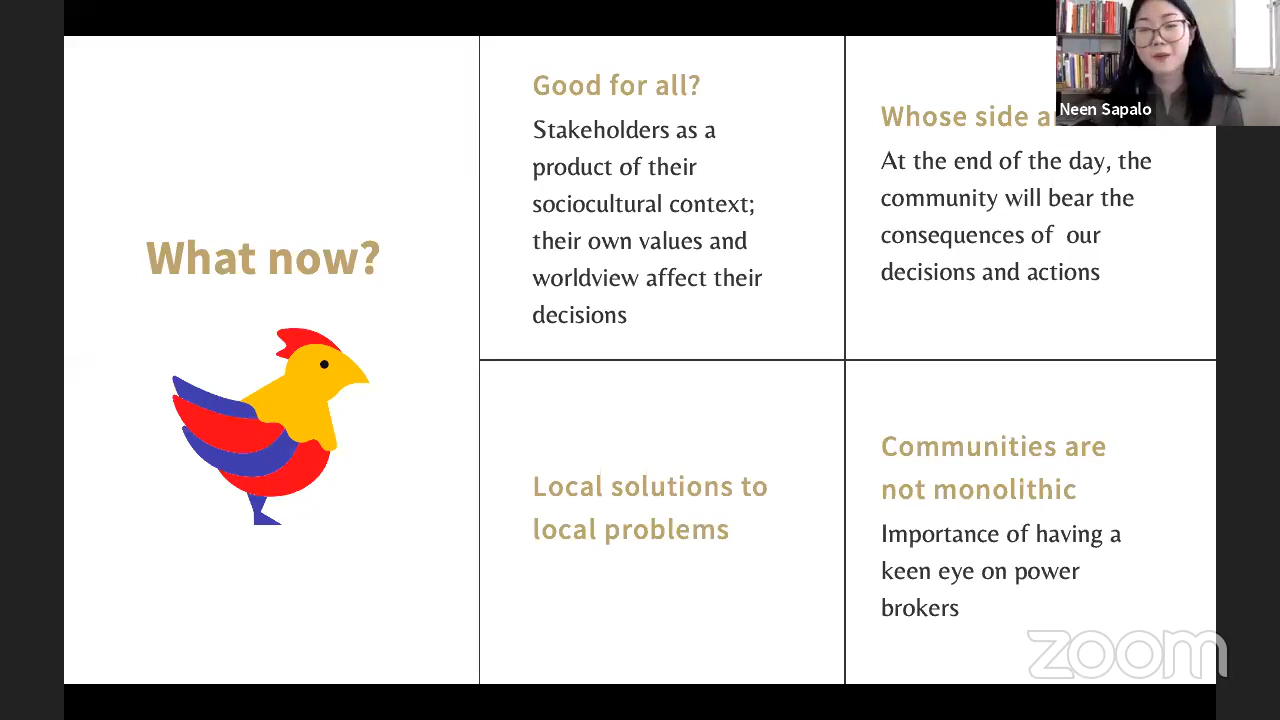 What now?
Good for all?
Stakeholders as a
product of their
sociocultural context;
their own values and
worldview affect their
decisions
Whose side
At the end of the day, the
community will bear the
consequences of  our
decisions and actions
Local solutions to
local problems
Communities are
not monolithic
Importance of having a
keen eye on power
brokers
Neen Sapalo
zoom